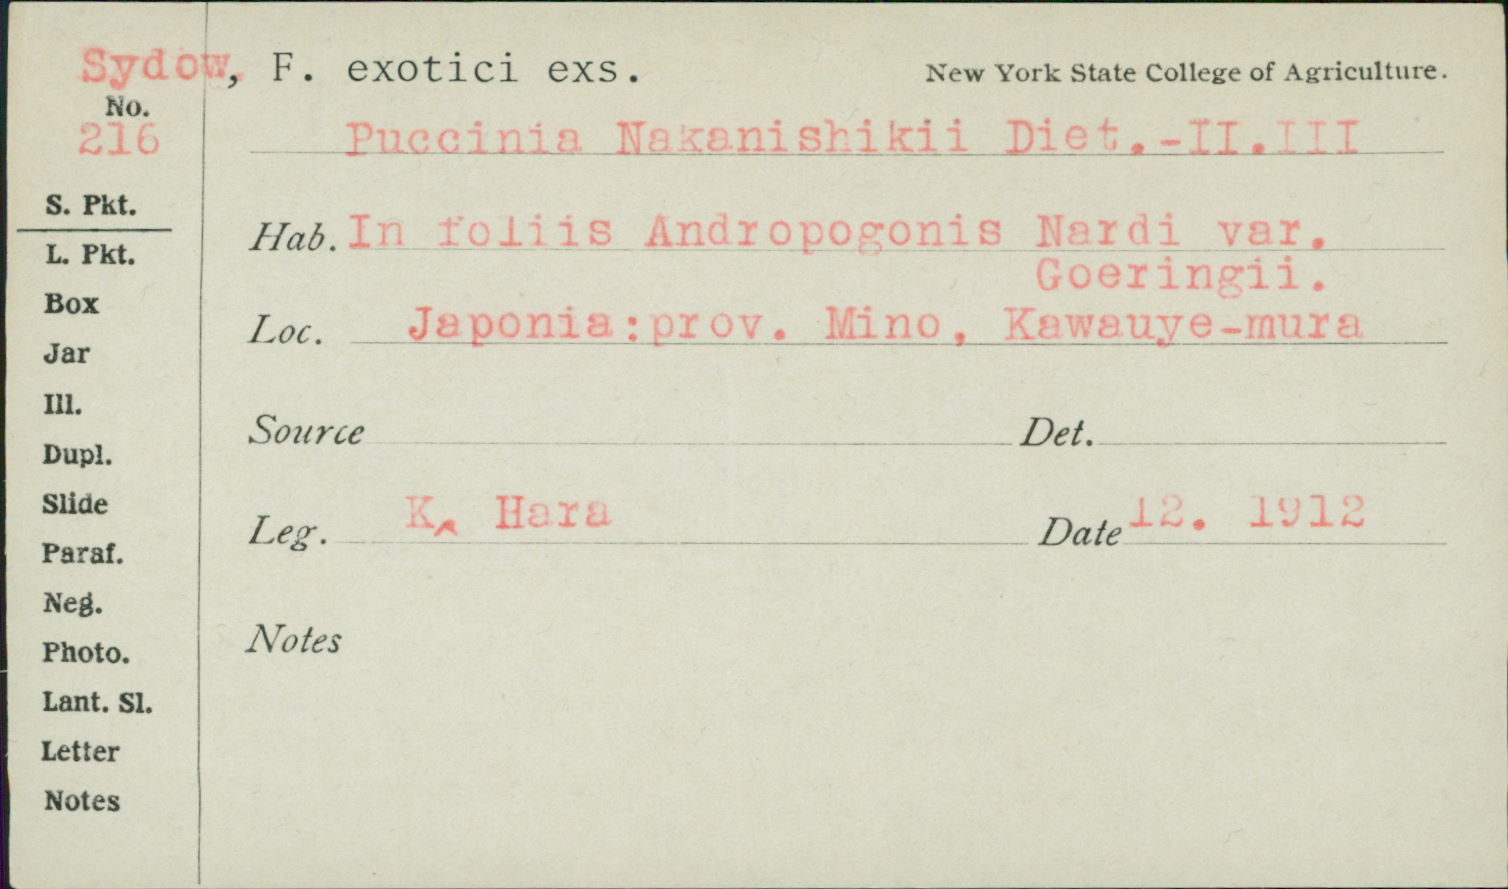 Sydow, F. exotici exs.
New York State College of Agriculture.
No.
216
Puccinia Nakanishikii Diet.-II.III
S. Pkt.
Hab. In foliis Andropogonis Nardi var.
Goeringii.
L. Pkt.
Box
Loc. Japonia:prov. Mino, Kawauye-mura
Jar
Ill.
Source Det.
Dupl.
Slide
Leg. K. Hara Date 12. 1912
Paraf.
Neg.
Notes
Photo.
Lant. Sl.
Letter
Notes